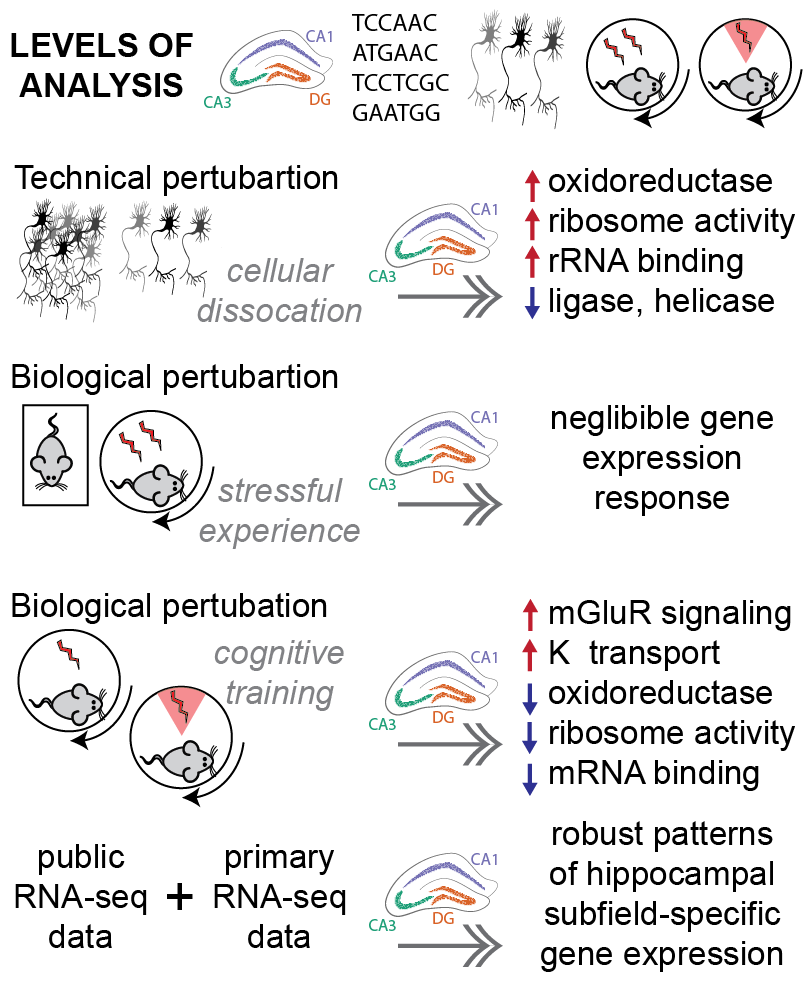 LEVELS OF
ANALYSIS
CA1
CA3
DG
TCCAAC
ATGAAC
TCCTCGC
GAATGG
Technical pertubartion
cellular
dissocation
CA1
CA3
DG
oxidoreductase
ribosome activity
rRNA binding
ligase, helicase
Biological pertubartion
stressful
experience
CA1
CA3
DG
neglibible gene
expression
response
Biological pertubation
cognitive
training
CA1
CA3
DG
mGluR signaling
K transport
oxidoreductase
ribosome activity
mRNA binding
public
RNA-seq
data
+
primary
RNA-seq
data
CA1
CA3
DG
robust patterns
of hippocampal
subfield-specific
gene expression